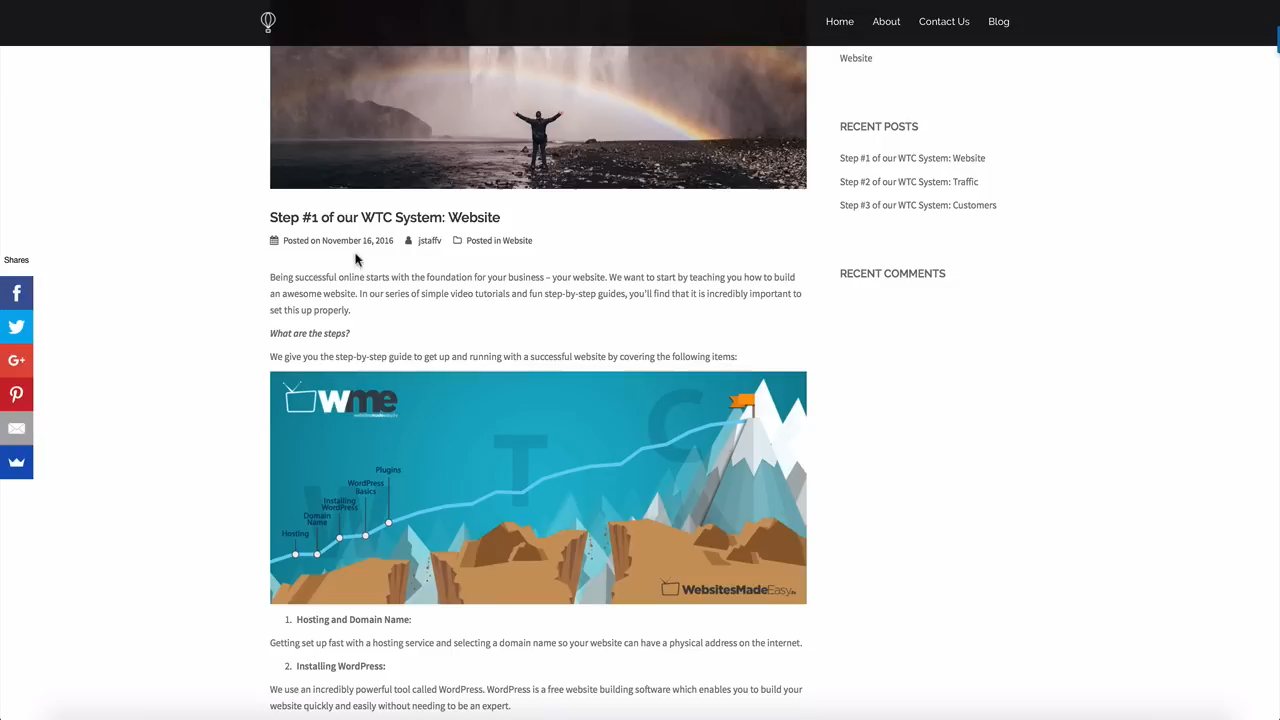 Home
About
Contact Us
Blog
Website
RECENT POSTS
Step #1 of our WTC System: Website
Step #2 of our WTC System: Traffic
Step #3 of our WTC System: Customers
RECENT COMMENTS
Step #1 of our WTC System: Website
Posted on November 16, 2016 jstaffv Posted in Website
Shares
Being successful online starts with the foundation for your business – your website. We want to start by teaching you how to build
an awesome website. In our series of simple video tutorials and fun step-by-step guides, you'll find that it is incredibly important to
set this up properly.
What are the steps?
We give you the step-by-step guide to get up and running with a successful website by covering the following items:
wme
W
T
C
Plugins
WordPress
Basics
Installing
WordPress
Domain
Name
Hosting
WebsitesMadeEasy
1. Hosting and Domain Name:
Getting set up fast with a hosting service and selecting a domain name so your website can have a physical address on the internet.
2. Installing WordPress:
We use an incredibly powerful tool called WordPress. WordPress is a free website building software which enables you to build your
website quickly and easily without needing to be an expert.